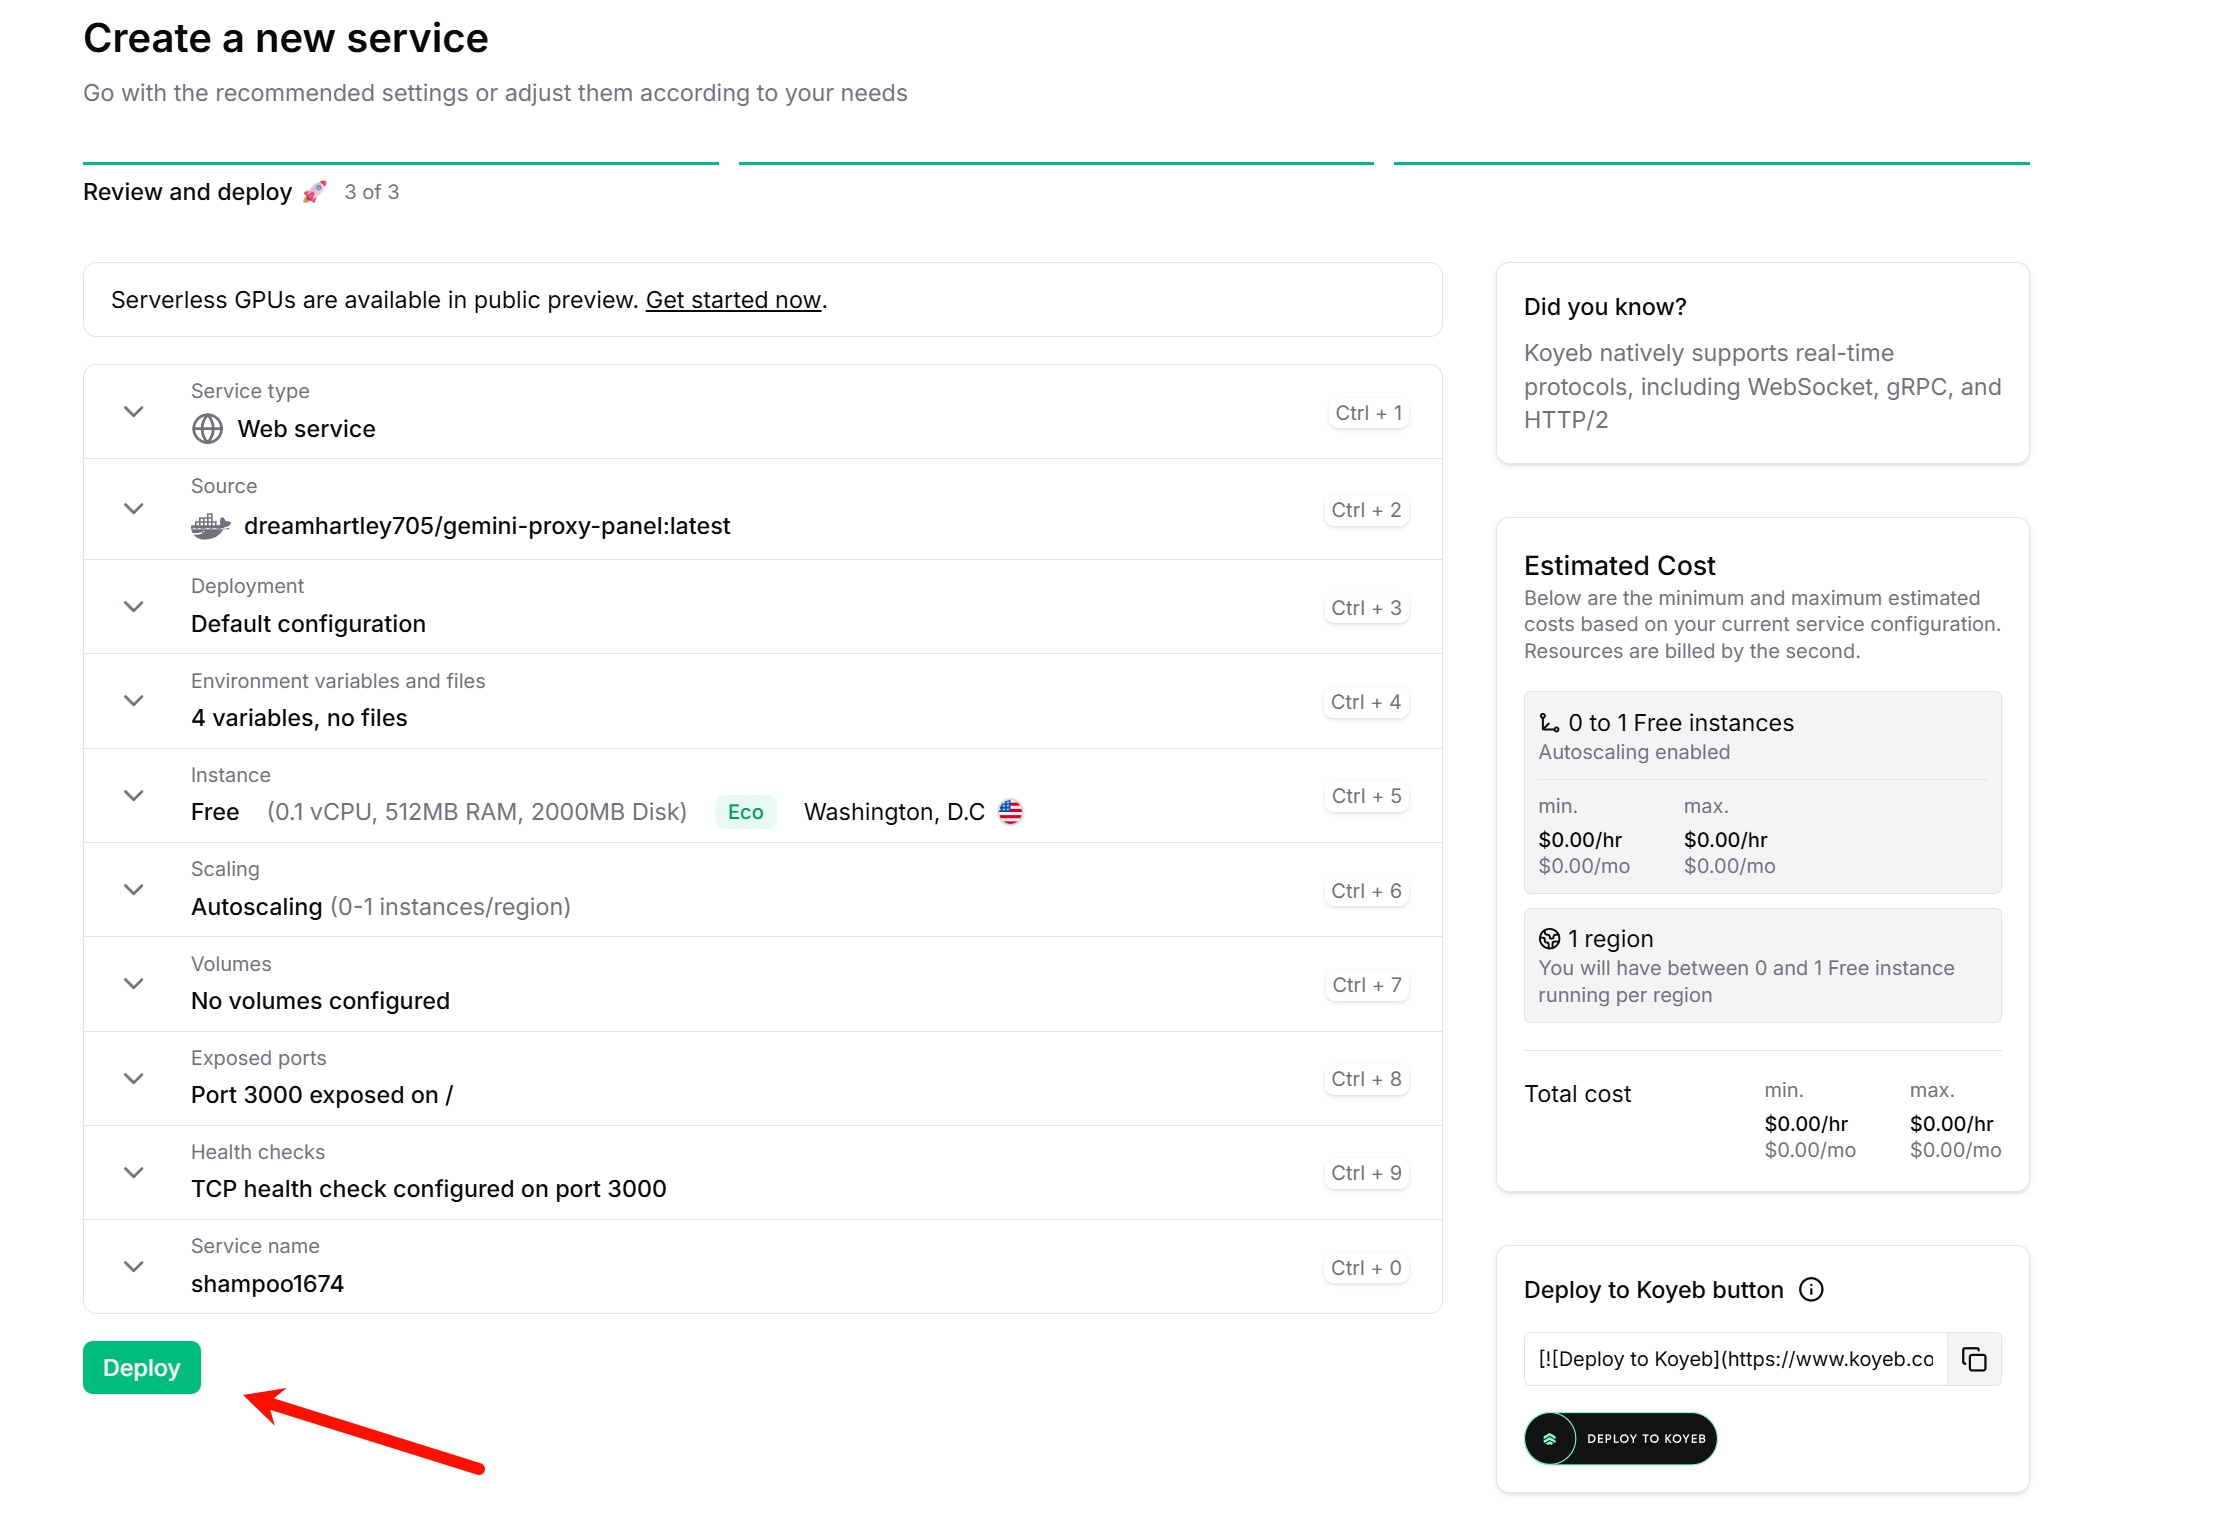 Create a new service
Go with the recommended settings or adjust them according to your needs
Review and deploy 🚀 3 of 3
Serverless GPUs are available in public preview. Get started now.
Service type
Web service
Ctrl + 1
Source
dreamhartley705/gemini-proxy-panel:latest
Ctrl + 2
Deployment
Default configuration
Ctrl + 3
Environment variables and files
4 variables, no files
Ctrl + 4
Instance
Free (0.1 vCPU, 512MB RAM, 2000MB Disk) Eco Washington, D.C
Ctrl + 5
Scaling
Autoscaling (0-1 instances/region)
Ctrl + 6
Volumes
No volumes configured
Ctrl + 7
Exposed ports
Port 3000 exposed on /
Ctrl + 8
Health checks
TCP health check configured on port 3000
Ctrl + 9
Service name
shampoo1674
Ctrl + 0
Deploy
Did you know?
Koyeb natively supports real-time
protocols, including WebSocket, gRPC, and
HTTP/2
Estimated Cost
Below are the minimum and maximum estimated
costs based on your current service configuration.
Resources are billed by the second.
0 to 1 Free instances
Autoscaling enabled
min. max.
$0.00/hr $0.00/hr
$0.00/mo $0.00/mo
1 region
You will have between 0 and 1 Free instance
running per region
Total cost min. max.
$0.00/hr $0.00/hr
$0.00/mo $0.00/mo
Deploy to Koyeb button
[![Deploy to Koyeb](https://www.koyeb.co
DEPLOY TO KOYEB